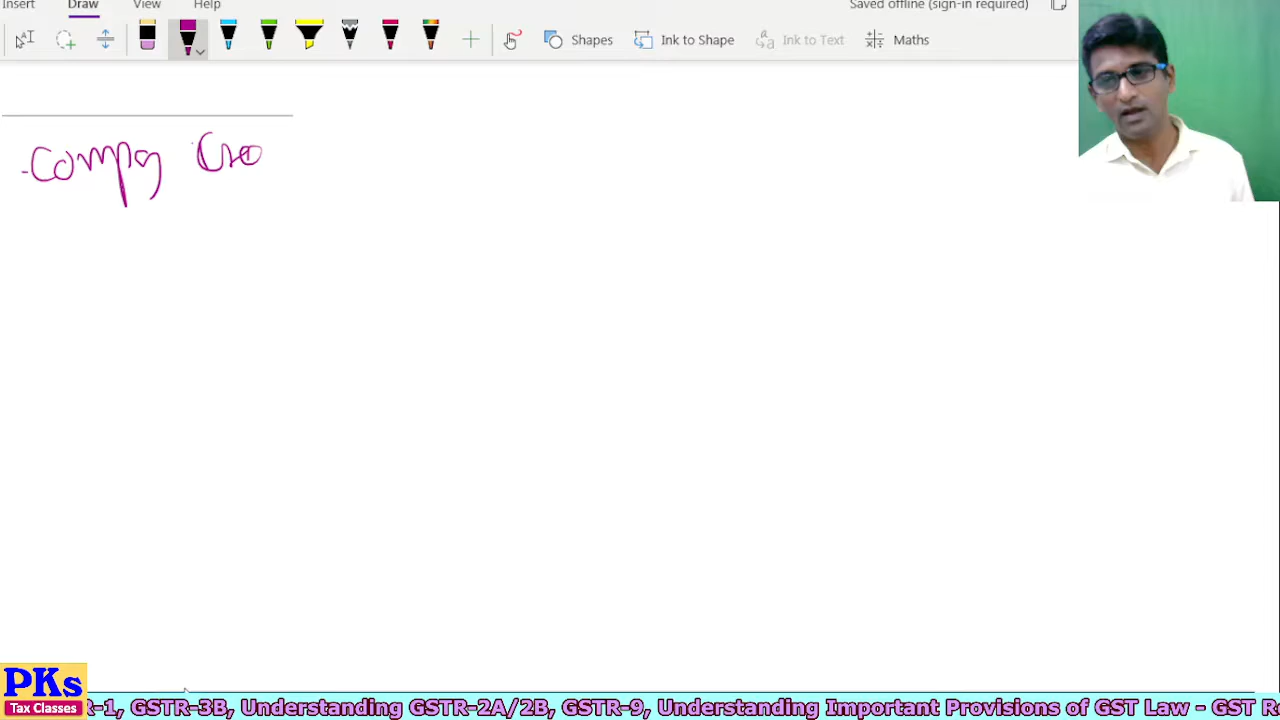 Insert Draw View Help Saved offline (sign-in required)
Shapes Ink to Shape Ink to Text Maths
Compg Cre
PKs
Tax Classes
R-1, GSTR-3B, Understanding GSTR-2A/2B, GSTR-9, Understanding Important Provisions of GST Law - GST R